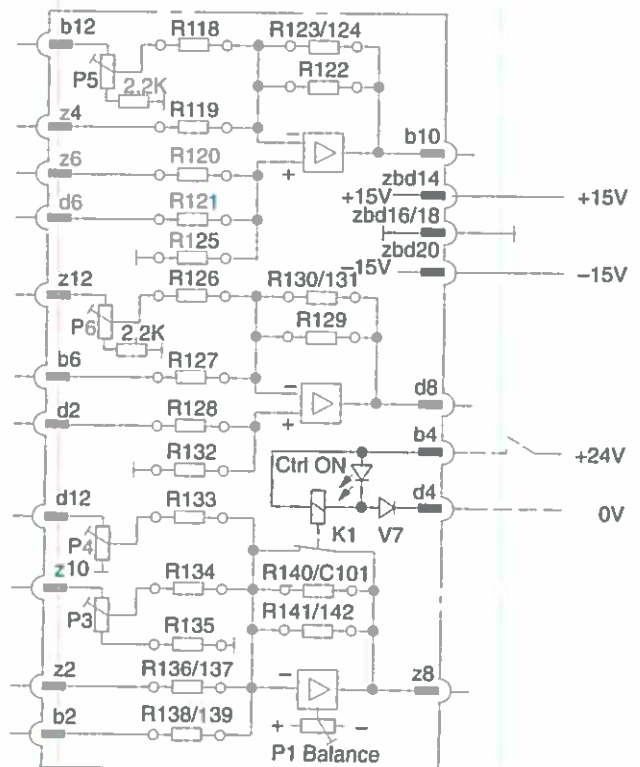 b12 R118 R123/124
P5 2.2K R122
z4 R119
− b10
z6 R120 + zbd14
+15V +15V
d6 R121 zbd16/18
R125 zbd20
−15V −15V
z12 R126 R130/131
P6 2.2K R129
b6 R127
− d8
d2 R128 +
b4
R132 Ctrl ON +24V
d12 R133 d4
0V
P4 K1 V7
z10 R134 R140/C101
P3 R141/142
R135
z2 R136/137 − z8
b2 R138/139
+ −
P1 Balance